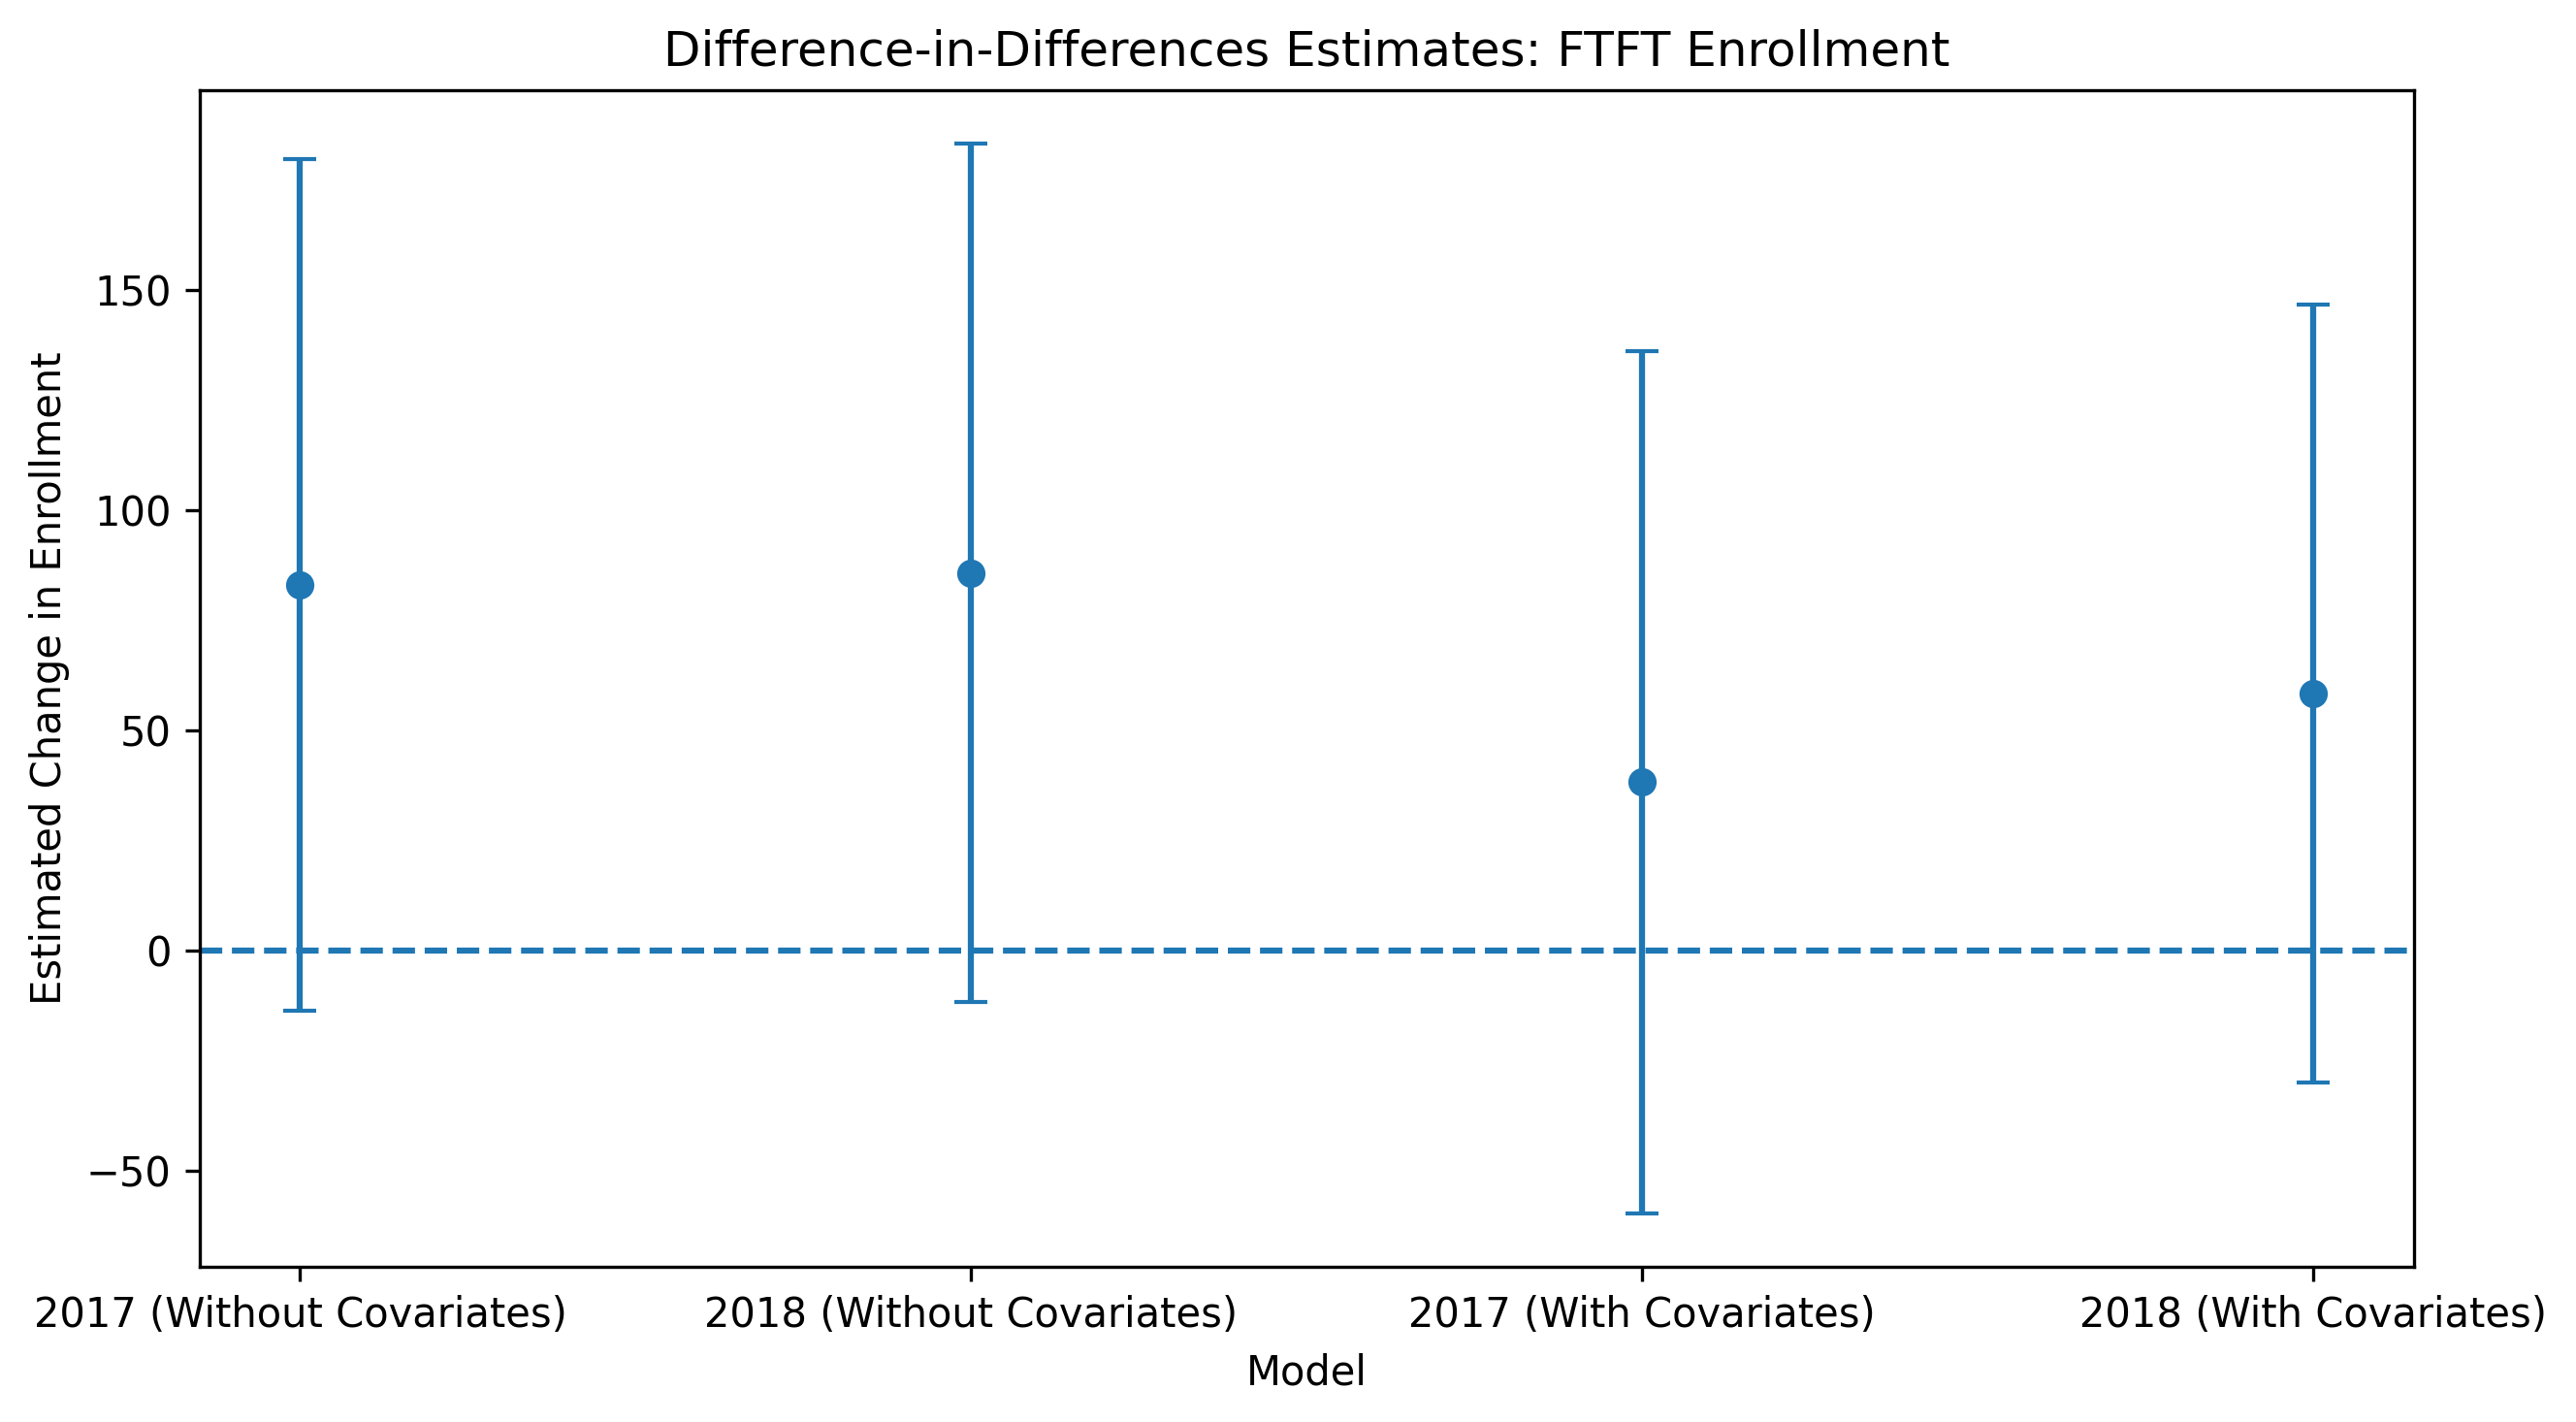 Difference-in-Differences Estimates: FTFT Enrollment
Estimated Change in Enrollment
150
100
50
0
−50
2017 (Without Covariates)
2018 (Without Covariates)
2017 (With Covariates)
2018 (With Covariates)
Model